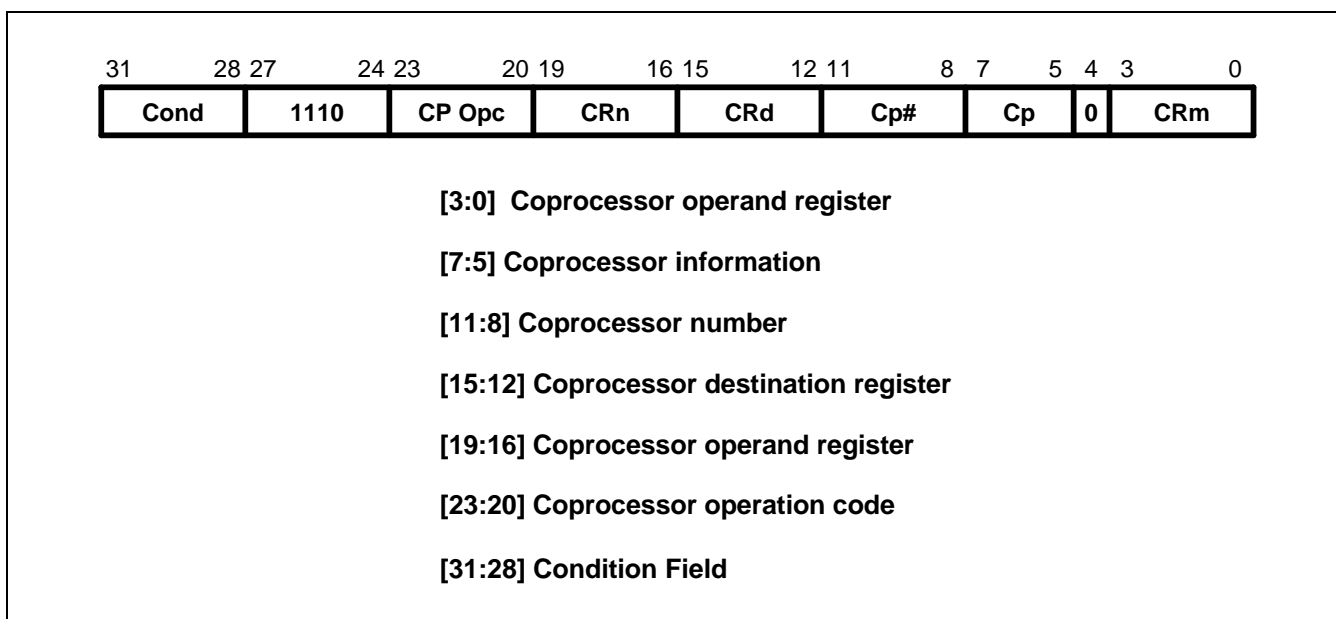 31 28 27 24 23 20 19 16 15 12 11 8 7 5 4 3 0
Cond 1110 CP Opc CRn CRd Cp# Cp 0 CRm
[3:0] Coprocessor operand register
[7:5] Coprocessor information
[11:8] Coprocessor number
[15:12] Coprocessor destination register
[19:16] Coprocessor operand register
[23:20] Coprocessor operation code
[31:28] Condition Field